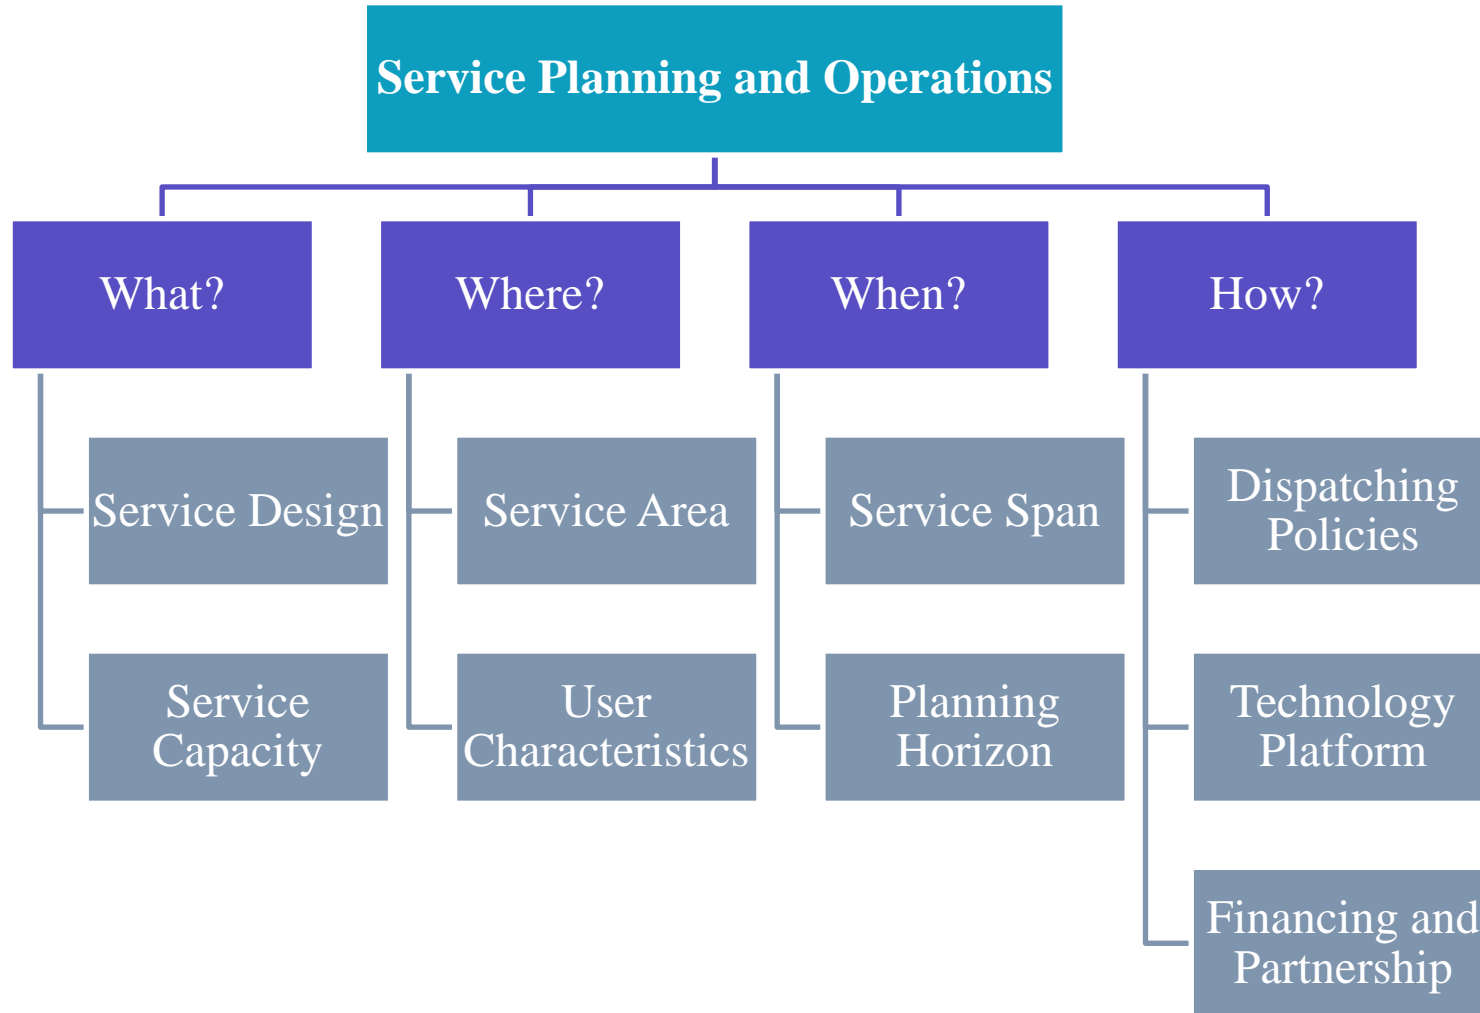 Service Planning and Operations
What?
Where?
When?
How?
Service Design
Service Area
Service Span
Dispatching
Policies
Service
Capacity
User
Characteristics
Planning
Horizon
Technology
Platform
Financing and
Partnership